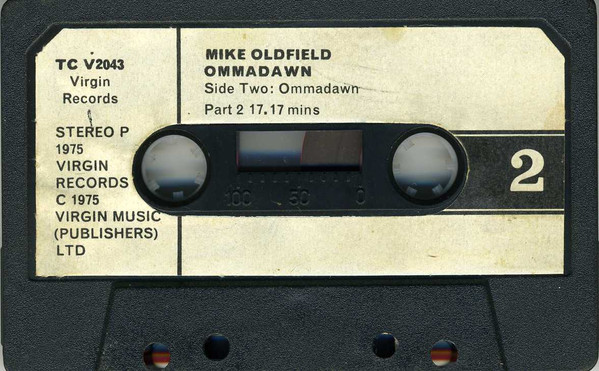 TC V2043
Virgin
Records
STEREO P
1975
VIRGIN
RECORDS
C 1975
VIRGIN MUSIC
(PUBLISHERS)
LTD
MIKE OLDFIELD
OMMADAWN
Side Two: Ommadawn
Part 2 17.17 mins
100 50 0
2